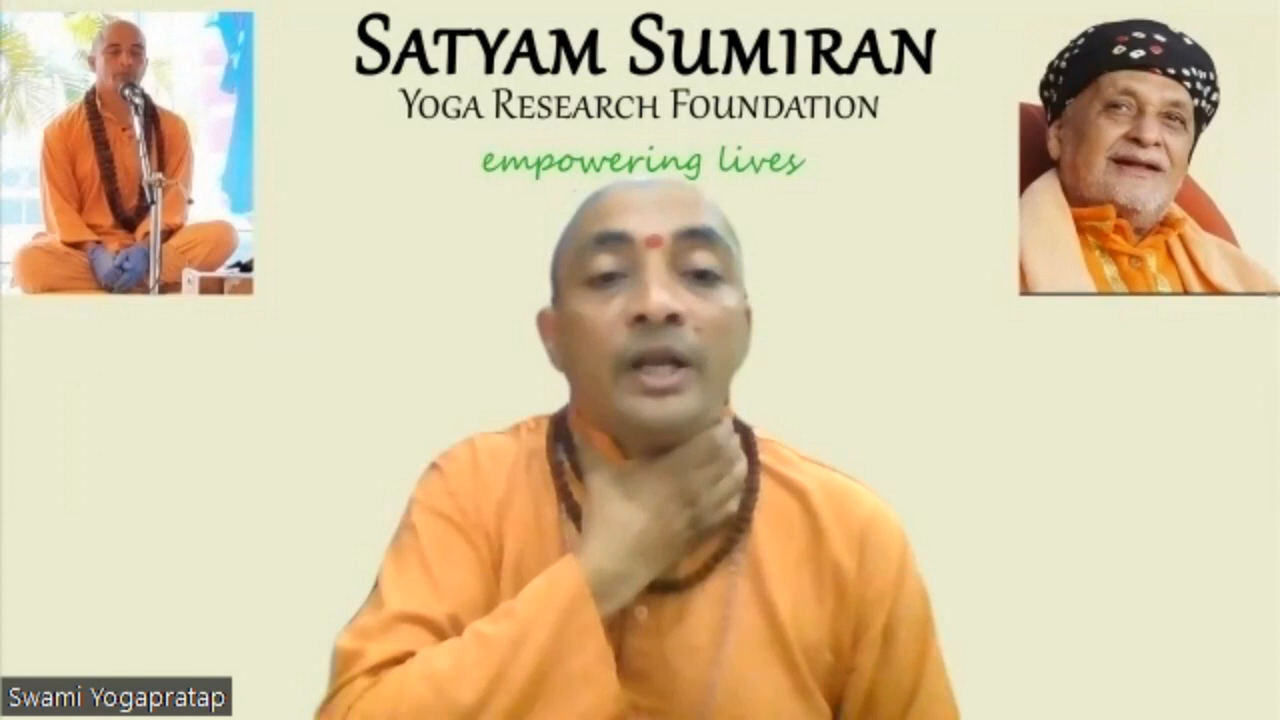 SATYAM SUMIRAN
YOGA RESEARCH FOUNDATION
empowering lives
Swami Yogapratap